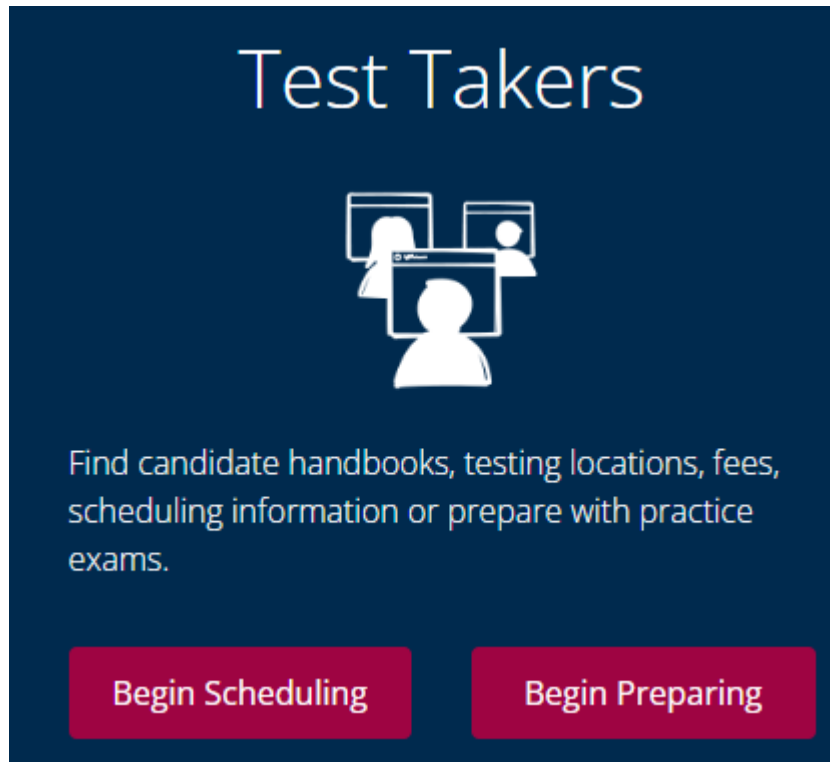 Test Takers
Find candidate handbooks, testing locations, fees,
scheduling information or prepare with practice
exams.
Begin Scheduling
Begin Preparing